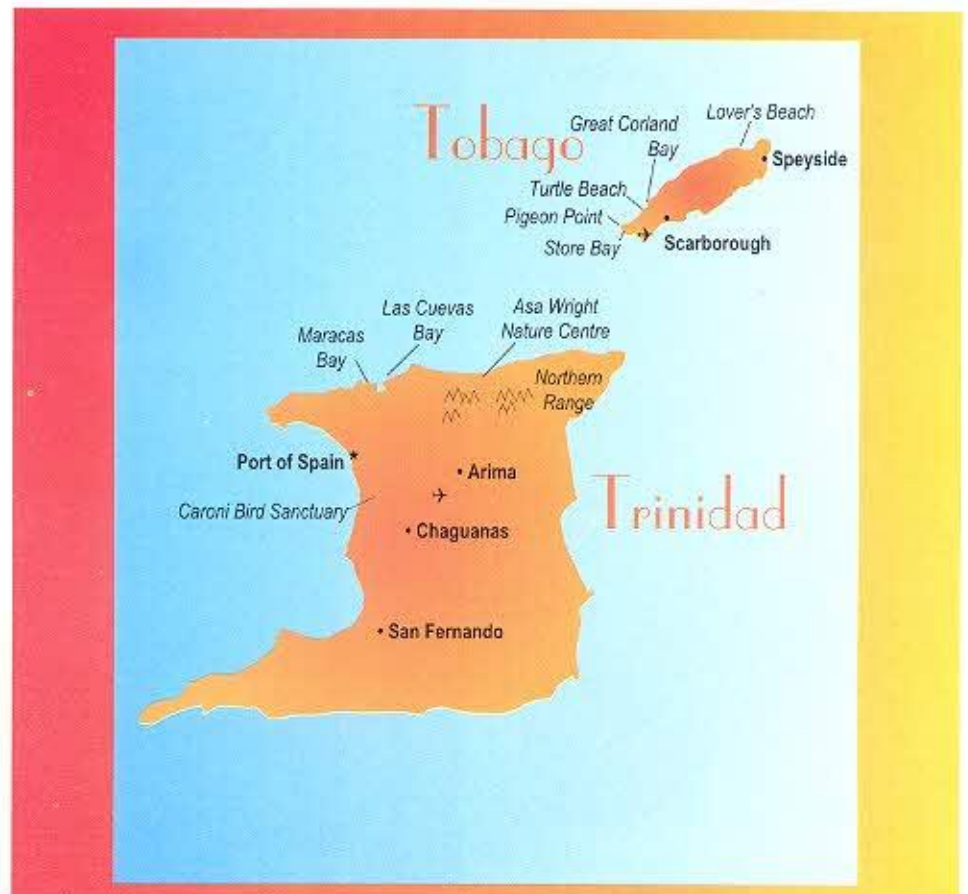 Tobago
Great Corland
Bay
Lover's Beach
Speyside
Turtle Beach
Pigeon Point
Store Bay
Scarborough
Las Cuevas
Bay
Maracas
Bay
Asa Wright
Nature Centre
Northern
Range
Port of Spain
Arima
Caroni Bird Sanctuary
Chaguanas
Trinidad
San Fernando